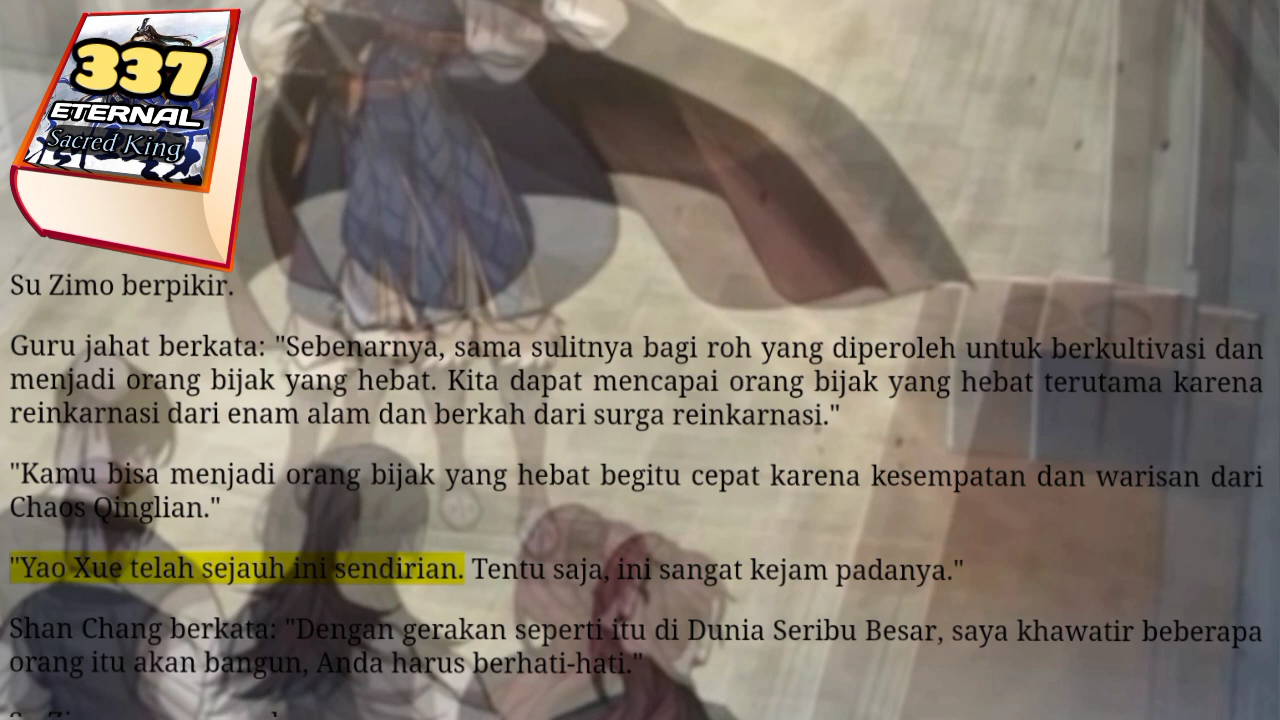 337
ETERNAL
Sacred King
Su Zimo berpikir.
Guru jahat berkata: "Sebenarnya, sama sulitnya bagi roh yang diperoleh untuk berkultivasi dan
menjadi orang bijak yang hebat. Kita dapat mencapai orang bijak yang hebat terutama karena
reinkarnasi dari enam alam dan berkah dari surga reinkarnasi."
"Kamu bisa menjadi orang bijak yang hebat begitu cepat karena kesempatan dan warisan dari
Chaos Qinglian."
"Yao Xue telah sejauh ini sendirian. Tentu saja, ini sangat kejam padanya."
Shan Chang berkata: "Dengan gerakan seperti itu di Dunia Seribu Besar, saya khawatir beberapa
orang itu akan bangun, Anda harus berhati-hati."